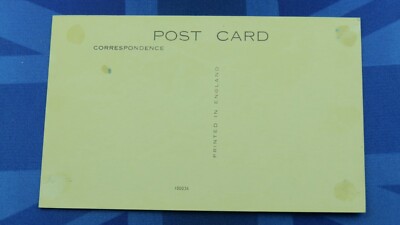 POST CARD
CORRESPONDENCE
PRINTED IN ENGLAND